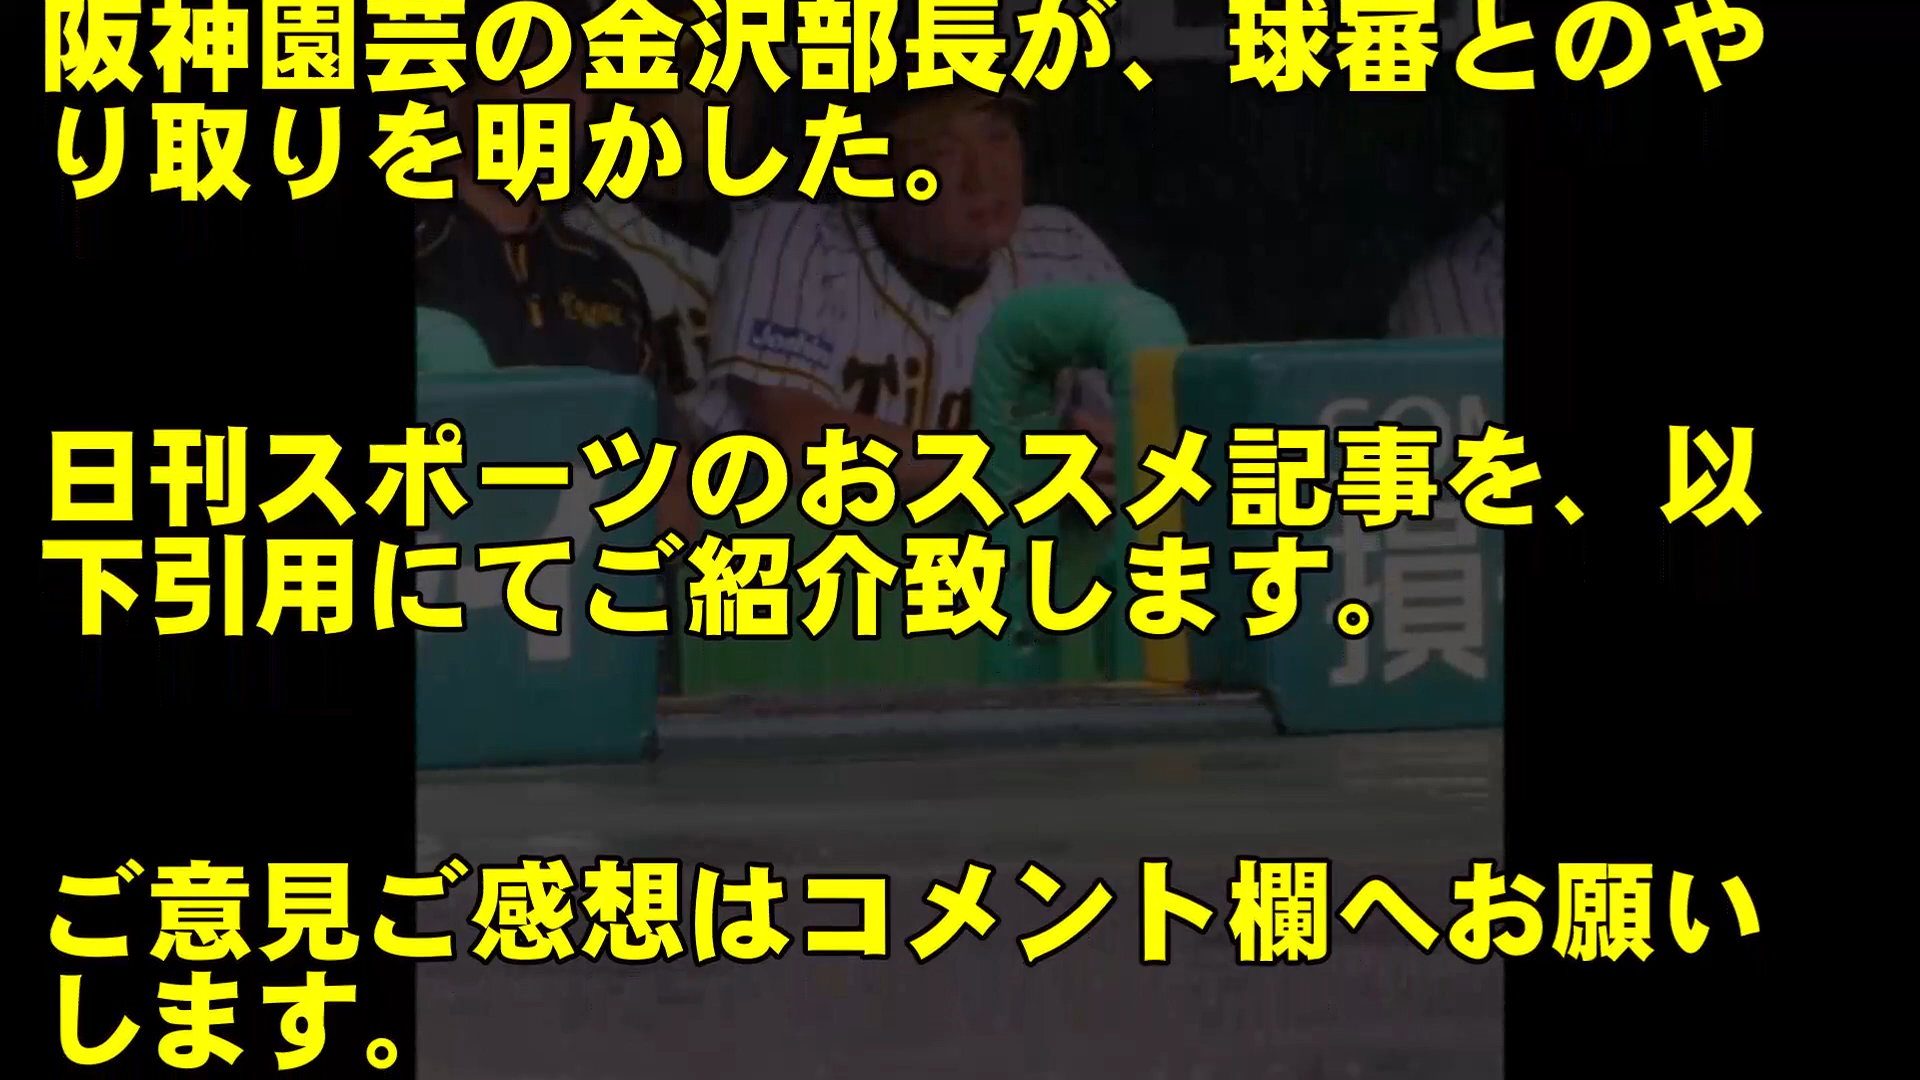 阪神園芸の金沢部長が、球審とのや
り取りを明かした。
Tig
SON
損
日刊スポーツのおススメ記事を、以
下引用にてご紹介致します。
ご意見ご感想はコメント欄へお願い
します。